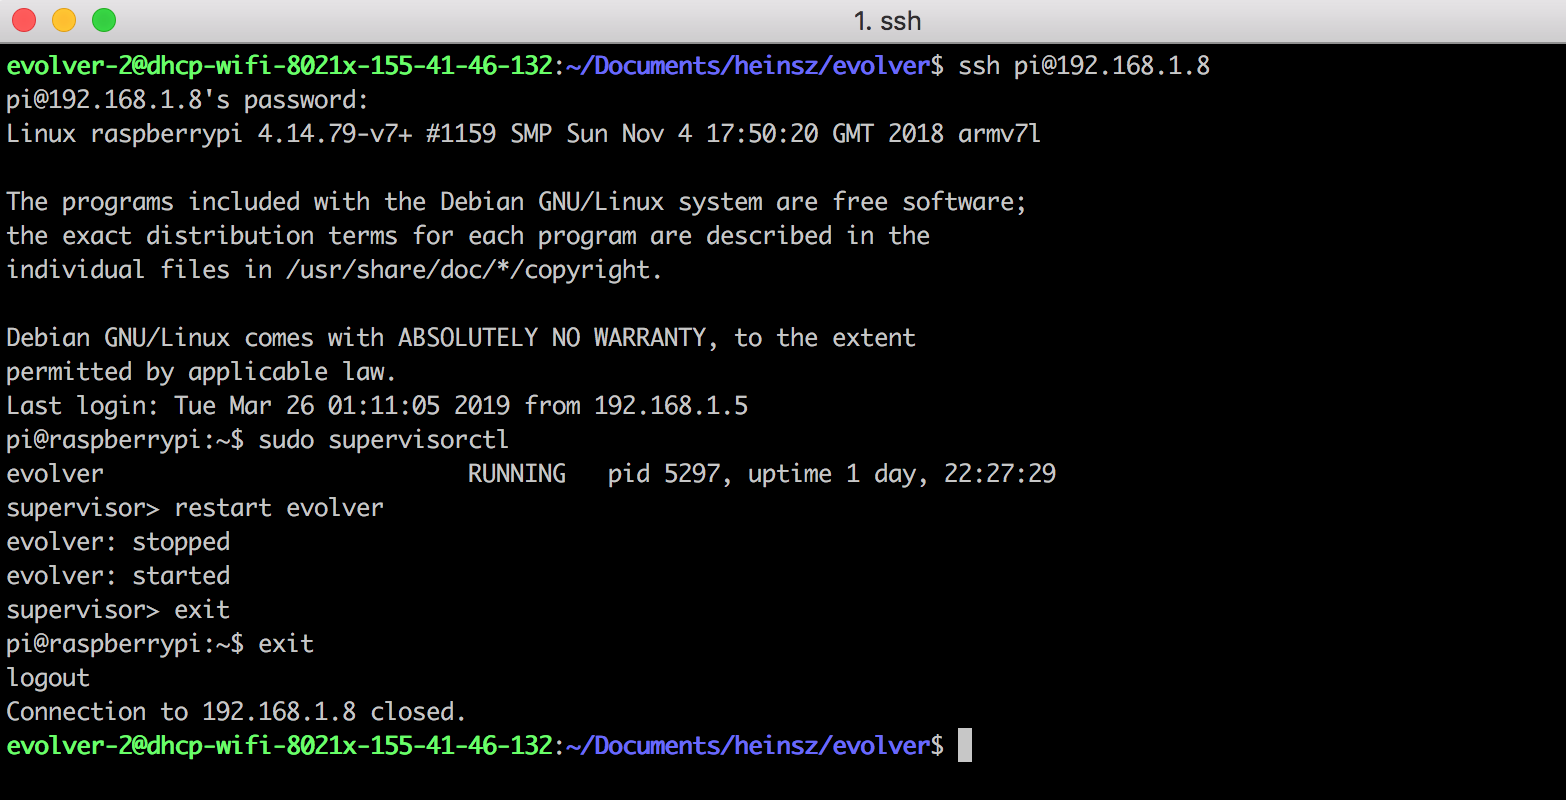 1. ssh
evolver-2@dhcp-wifi-8021x-155-41-46-132:~/Documents/heinsz/evolver$ ssh pi@192.168.1.8
pi@192.168.1.8's password:
Linux raspberrypi 4.14.79-v7+ #1159 SMP Sun Nov 4 17:50:20 GMT 2018 armv7l
The programs included with the Debian GNU/Linux system are free software;
the exact distribution terms for each program are described in the
individual files in /usr/share/doc/*/copyright.
Debian GNU/Linux comes with ABSOLUTELY NO WARRANTY, to the extent
permitted by applicable law.
Last login: Tue Mar 26 01:11:05 2019 from 192.168.1.5
pi@raspberrypi:~$ sudo supervisorctl
evolver                          RUNNING   pid 5297, uptime 1 day, 22:27:29
supervisor> restart evolver
evolver: stopped
evolver: started
supervisor> exit
pi@raspberrypi:~$ exit
logout
Connection to 192.168.1.8 closed.
evolver-2@dhcp-wifi-8021x-155-41-46-132:~/Documents/heinsz/evolver$